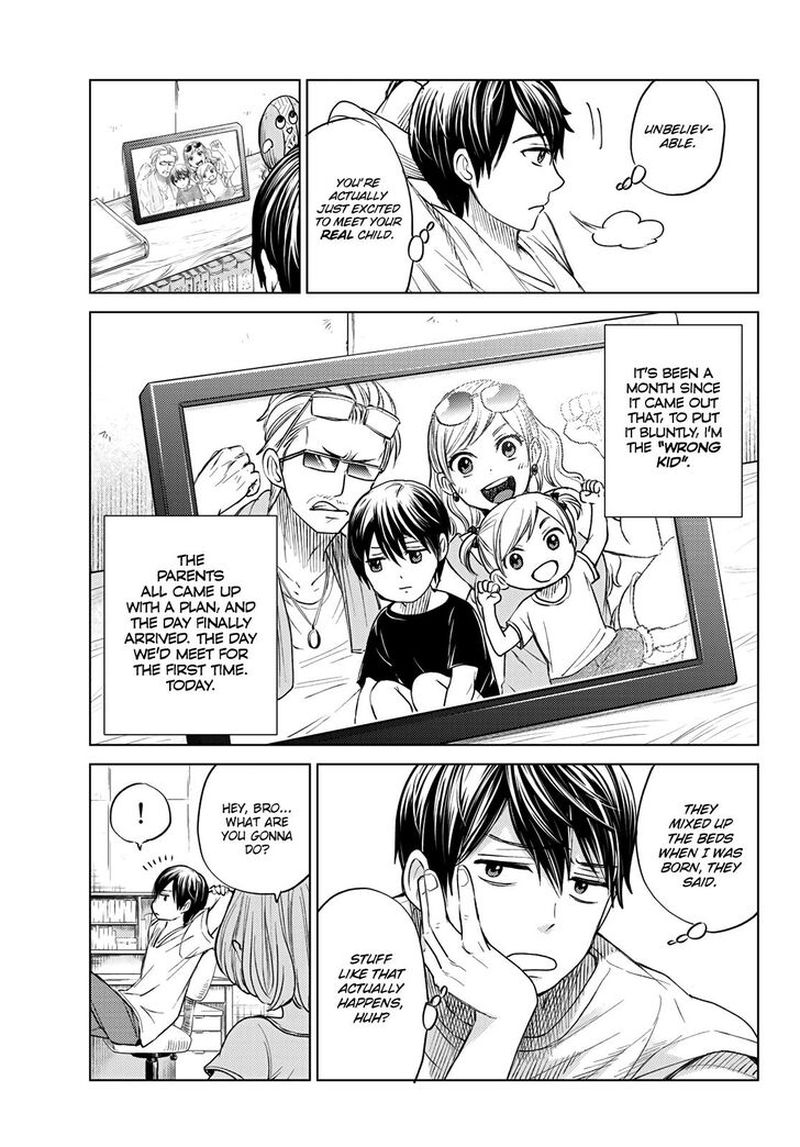 UNBELIEV-
ABLE.
YOU'RE
ACTUALLY
JUST EXCITED
TO MEET YOUR
REAL CHILD.
IT'S BEEN A
MONTH SINCE
IT CAME OUT
THAT, TO PUT
IT BLUNTLY, I'M
THE "WRONG
KID".
THE
PARENTS
ALL CAME UP
WITH A PLAN, AND
THE DAY FINALLY
ARRIVED. THE DAY
WE'D MEET FOR
THE FIRST TIME.
TODAY.
THEY
MIXED UP
THE BEDS
WHEN I WAS
BORN, THEY
SAID.
STUFF
LIKE THAT
ACTUALLY
HAPPENS,
HUH?
HEY, BRO...
WHAT ARE
YOU GONNA
DO?
!